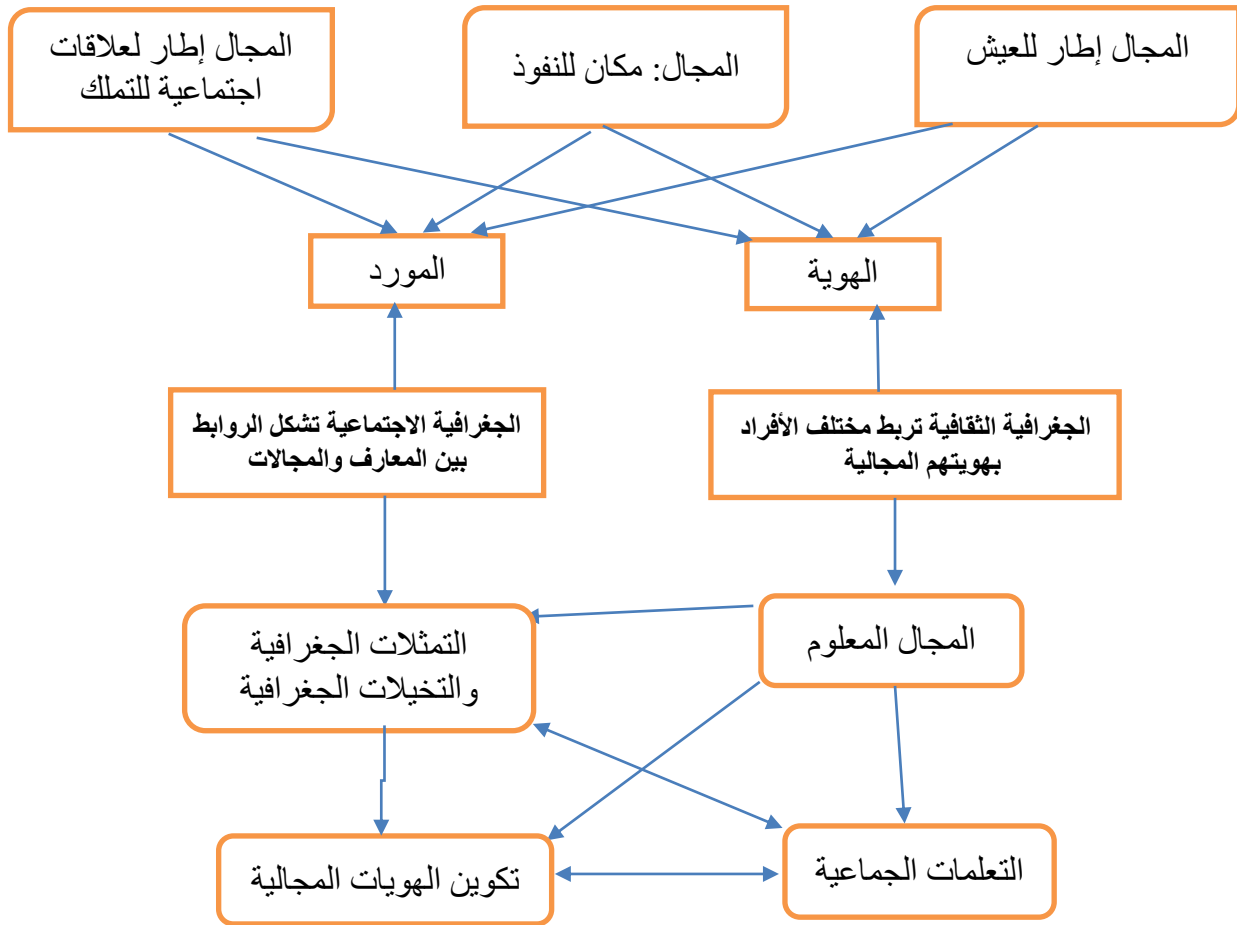 المجال إطار للعيش
المجال: مكان للنفوذ
المجال إطار لعلاقات
اجتماعية للتملك
الهوية
المورد
الجغرافية الثقافية تربط مختلف الأفراد
بهويتهم المجالية
الجغرافية الاجتماعية تشكل الروابط
بين المعارف والمجالات
المجال المعلوم
التمثلات الجغرافية
والتخيلات الجغرافية
التعلمات الجماعية
تكوين الهويات المجالية